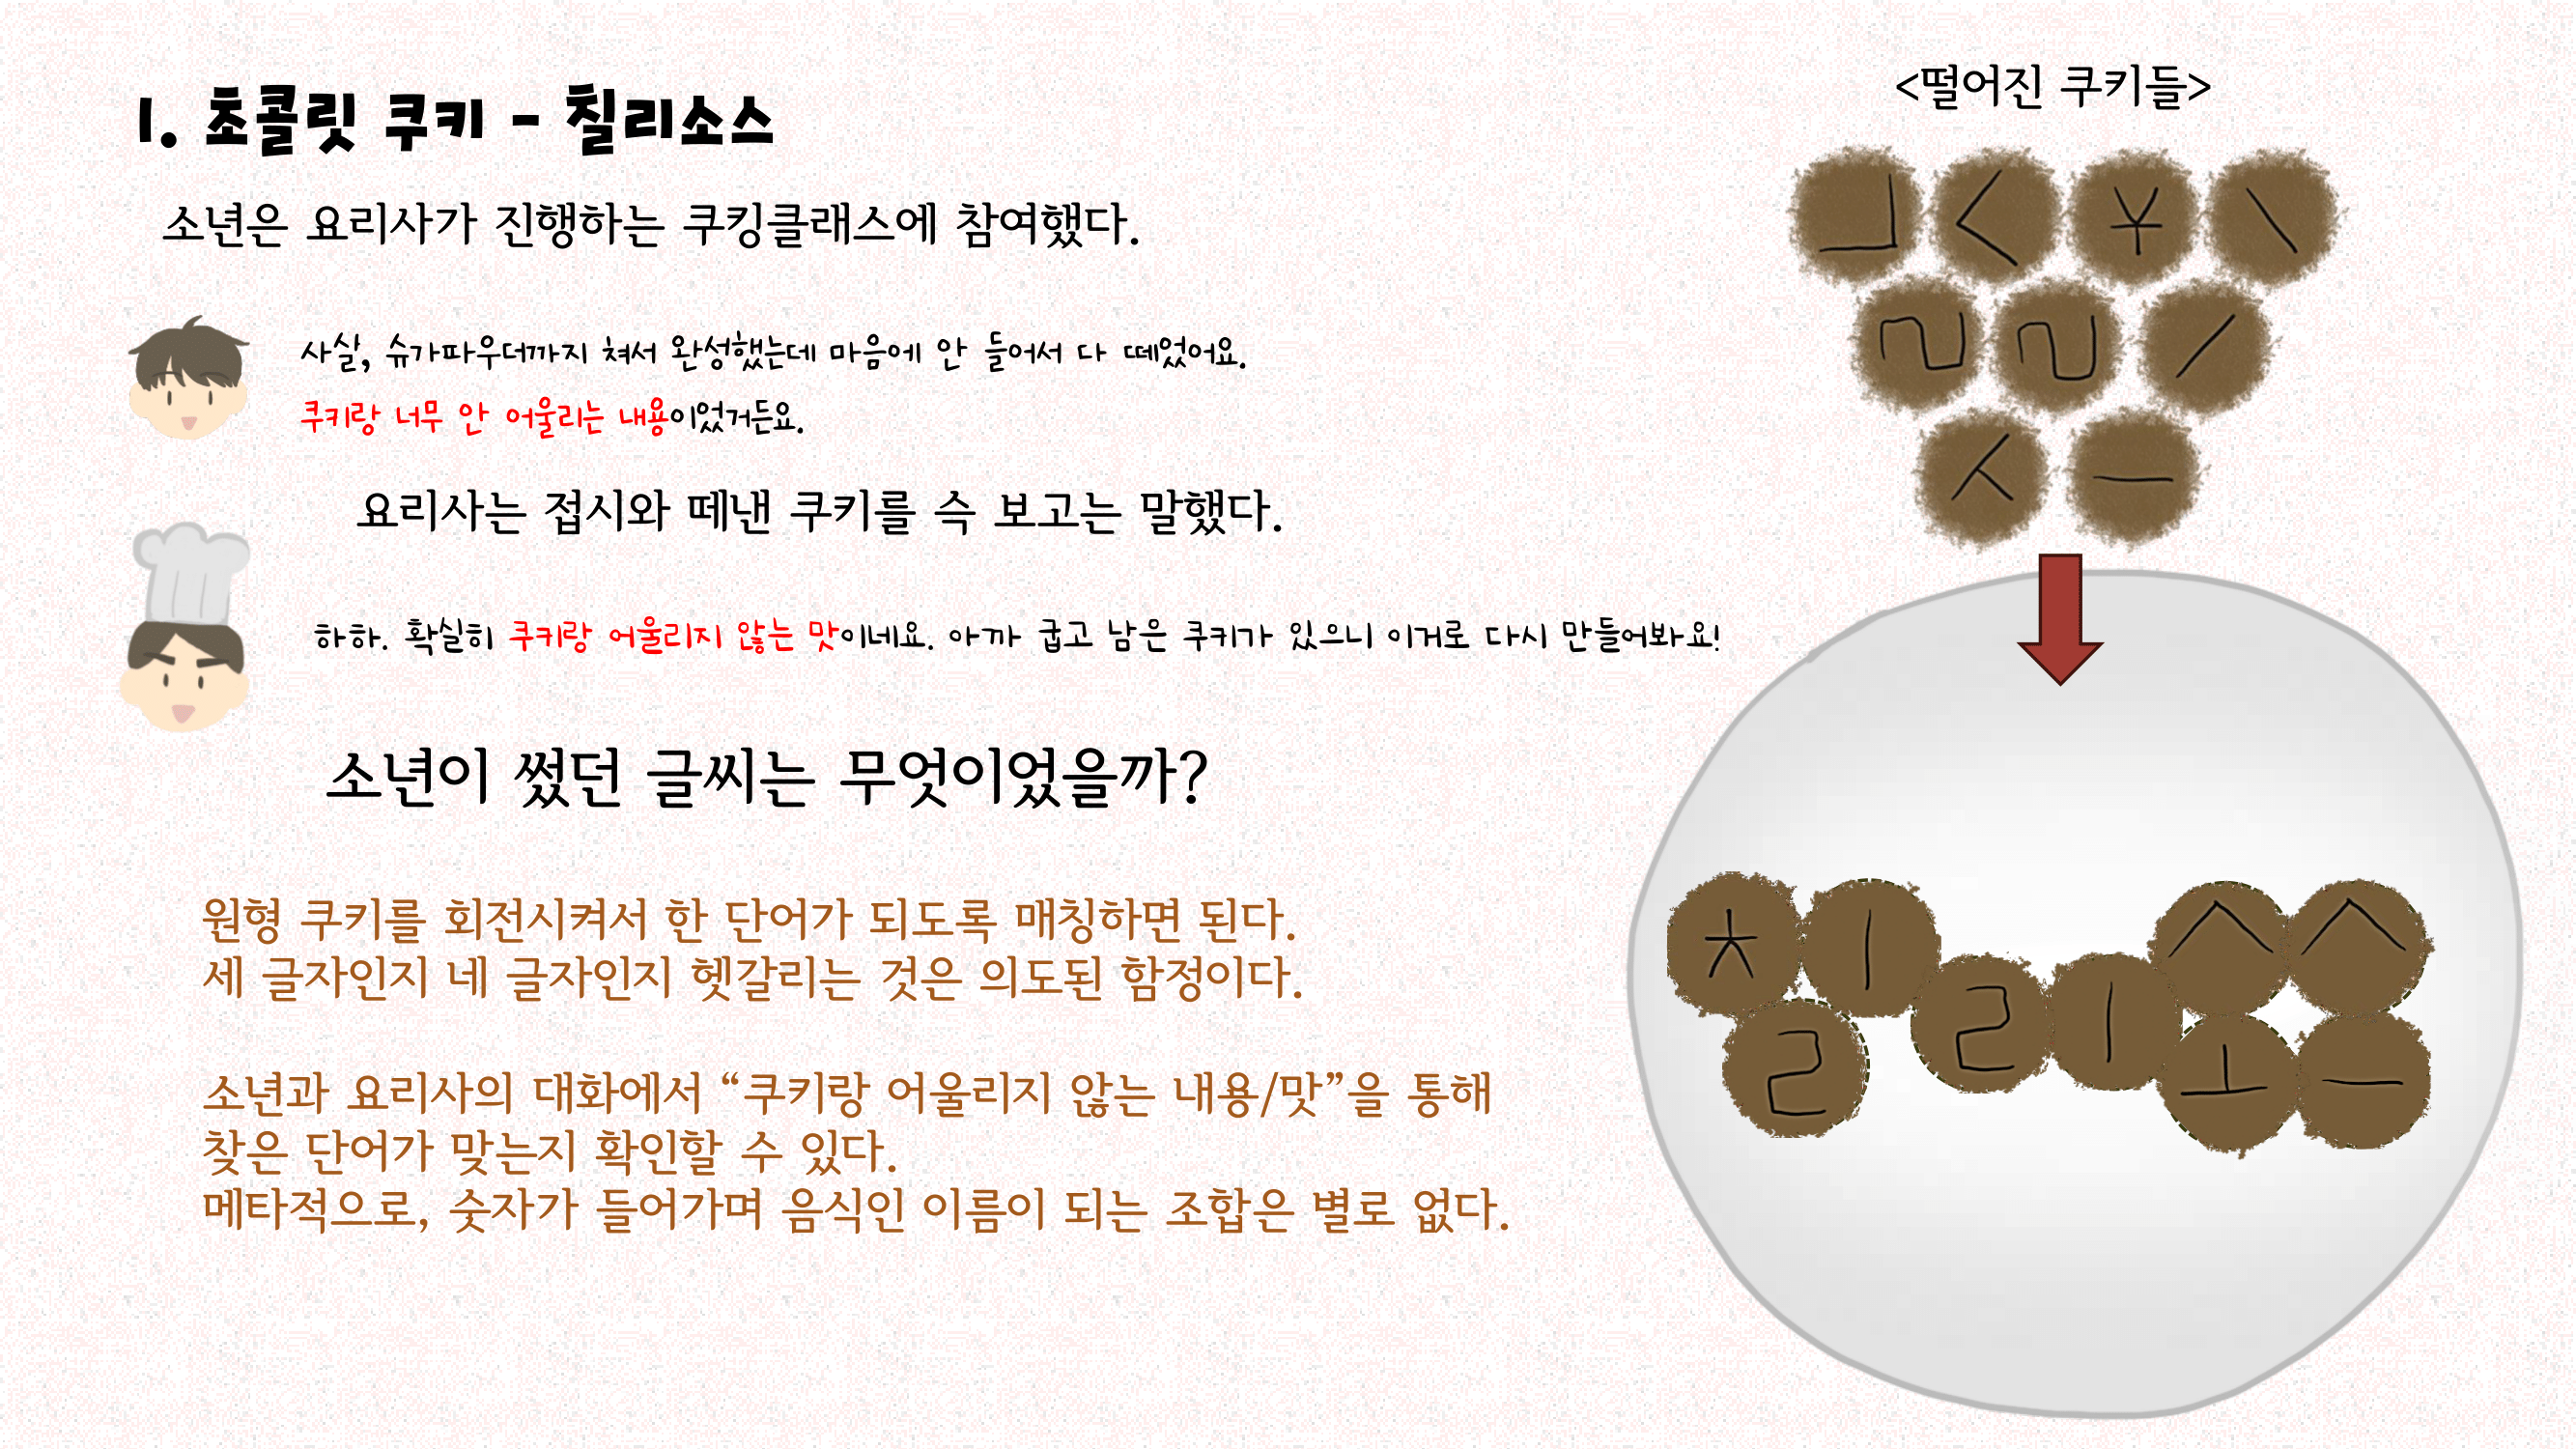 1. 초콜릿 쿠키 - 칠리소스
소년은 요리사가 진행하는 쿠킹클래스에 참여했다.
사실, 슈가파우더까지 쳐서 완성했는데 마음에 안 들어서 다 떼었어요.
쿠키랑 너무 안 어울리는 내용이었거든요.
요리사는 접시와 떼낸 쿠키를 슥 보고는 말했다.
하하. 확실히 쿠키랑 어울리지 않는 맛이네요. 아까 굽고 남은 쿠키가 있으니 이거로 다시 만들어봐요!
소년이 썼던 글씨는 무엇이었을까?
원형 쿠키를 회전시켜서 한 단어가 되도록 매칭하면 된다.
세 글자인지 네 글자인지 헷갈리는 것은 의도된 함정이다.
소년과 요리사의 대화에서 “쿠키랑 어울리지 않는 내용/맛”을 통해
찾은 단어가 맞는지 확인할 수 있다.
메타적으로, 숫자가 들어가며 음식인 이름이 되는 조합은 별로 없다.
<떨어진 쿠키들>
칠리소스